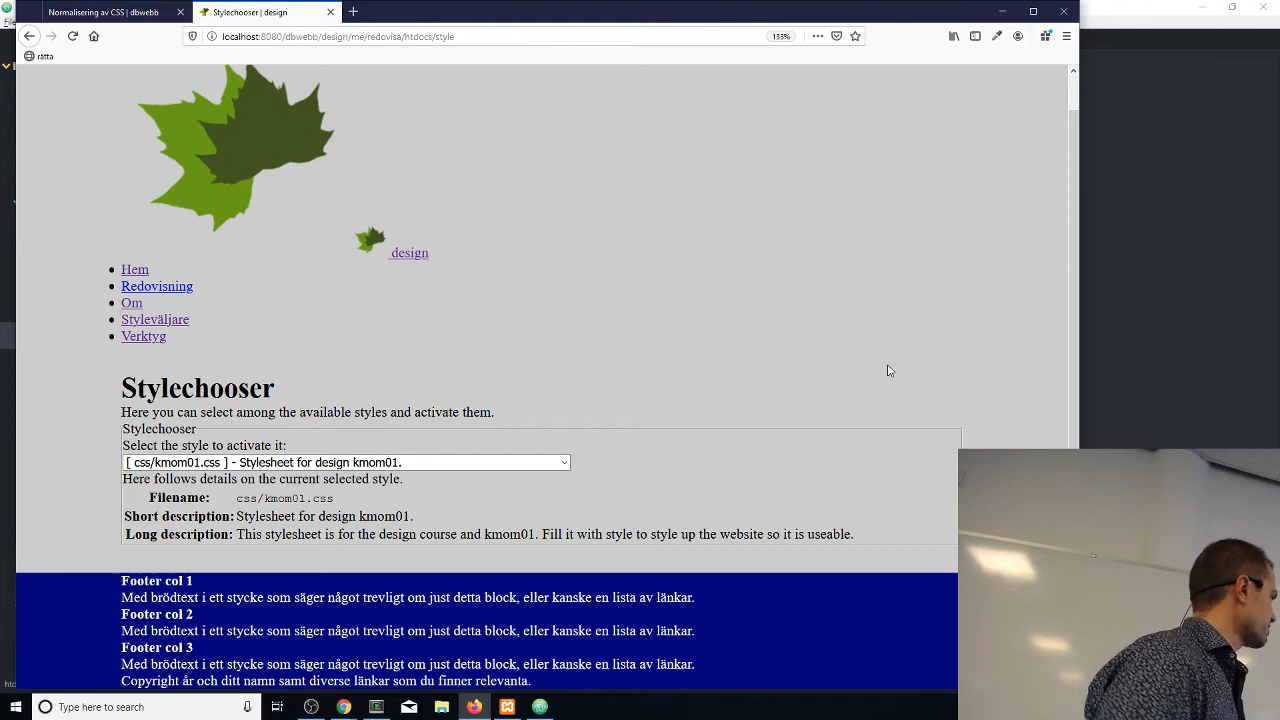 Normalisering av CSS | dbwebb
Stylechooser | design
localhost:8080/dbwebb/design/me/redovisa/htdocs/style
133%
rätta
design
Hem
Redovisning
Om
Styleväljare
Verktyg
Stylechooser
Here you can select among the available styles and activate them.
Stylechooser
Select the style to activate it:
[ css/kmom01.css ] - Stylesheet for design kmom01.
Here follows details on the current selected style.
Filename: css/kmom01.css
Short description: Stylesheet for design kmom01.
Long description: This stylesheet is for the design course and kmom01. Fill it with style to style up the website so it is useable.
Footer col 1
Med brödtext i ett stycke som säger något trevligt om just detta block, eller kanske en lista av länkar.
Footer col 2
Med brödtext i ett stycke som säger något trevligt om just detta block, eller kanske en lista av länkar.
Footer col 3
Med brödtext i ett stycke som säger något trevligt om just detta block, eller kanske en lista av länkar.
Copyright år och ditt namn samt diverse länkar som du finner relevanta.
Type here to search